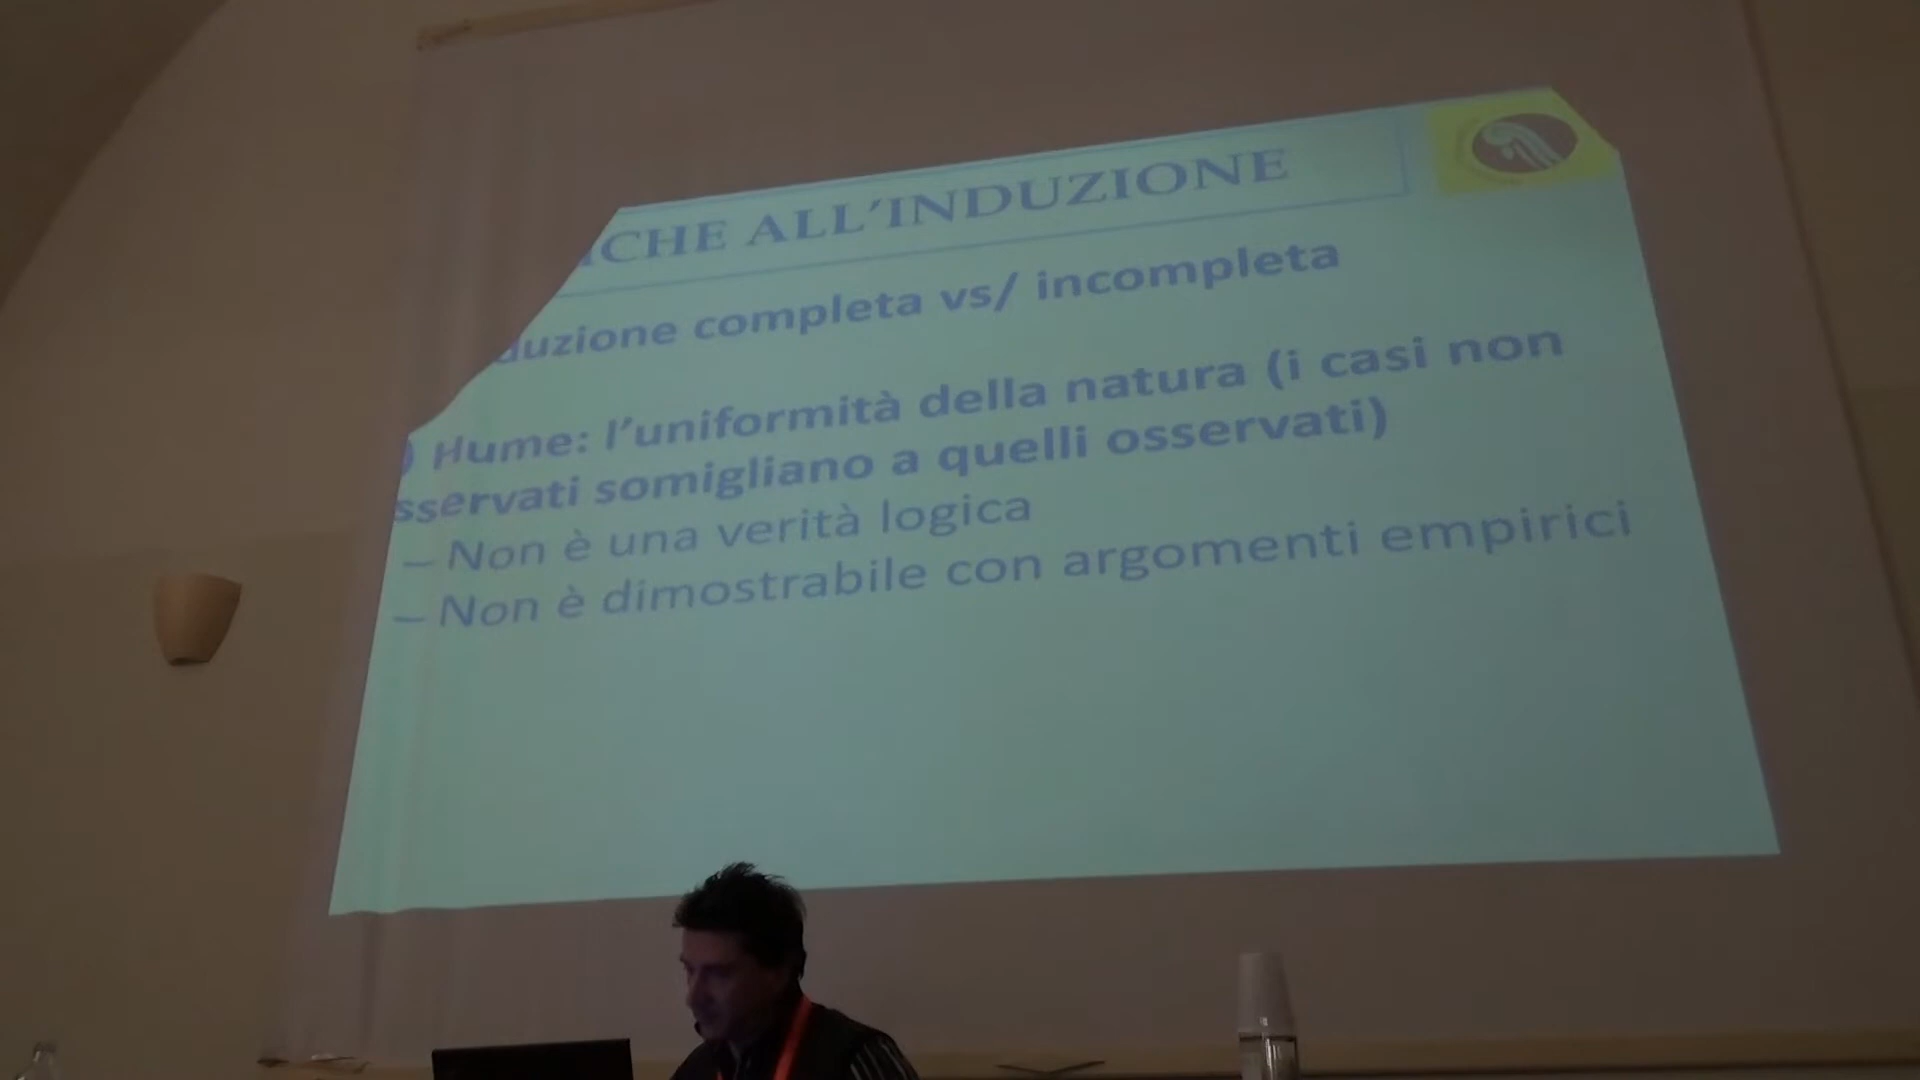 ICHE ALL'INDUZIONE
duzione completa vs/ incompleta
) Hume: l'uniformità della natura (i casi non
sservati somigliano a quelli osservati)
– Non è una verità logica
– Non è dimostrabile con argomenti empirici